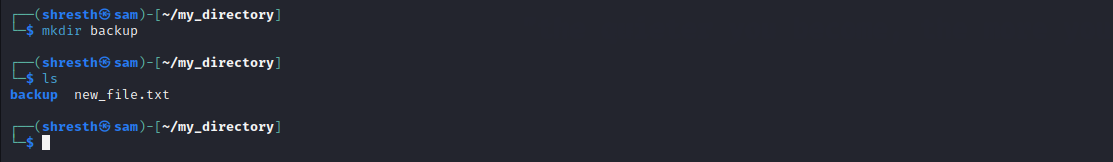 ┌──(shresth㉿sam)-[~/my_directory]
└─$ mkdir backup
┌──(shresth㉿sam)-[~/my_directory]
└─$ ls
backup  new_file.txt
┌──(shresth㉿sam)-[~/my_directory]
└─$